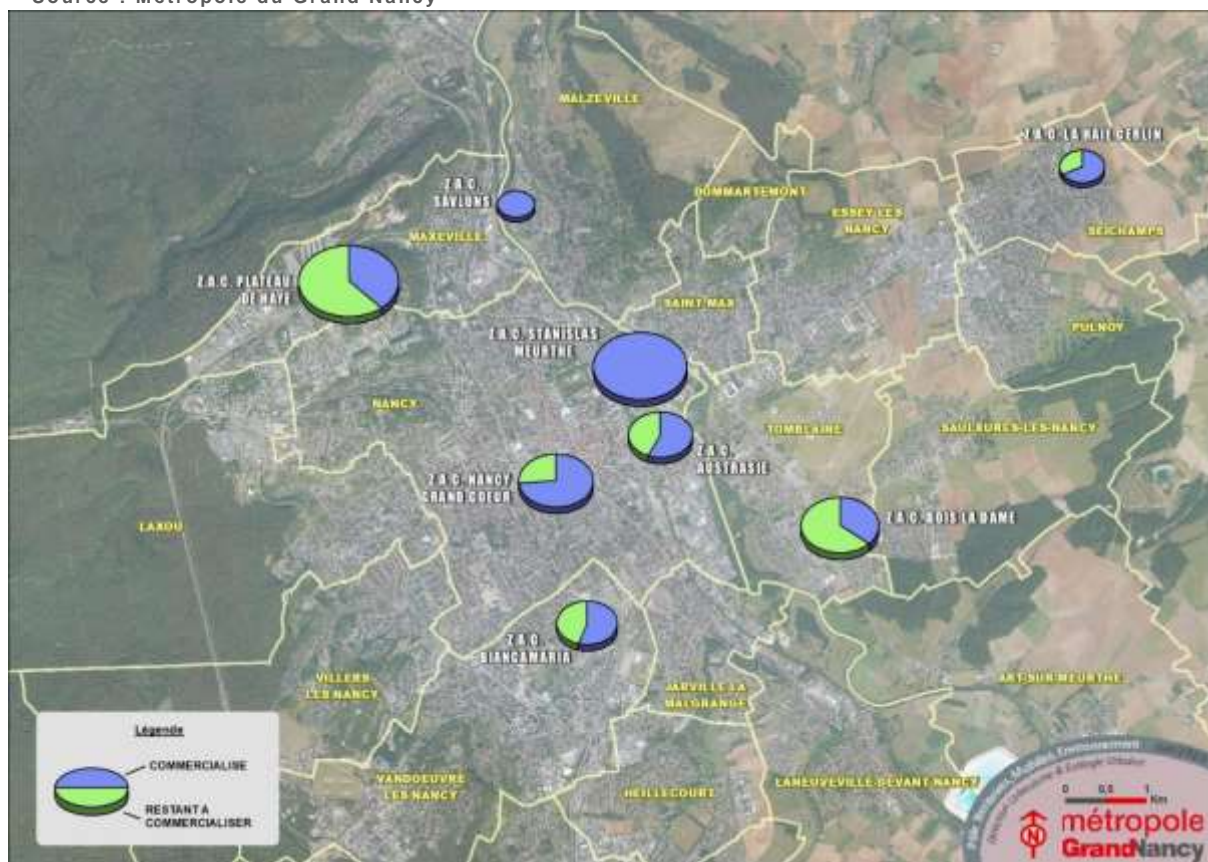 Source : Métropole du Grand Nancy
MALZEVILLE
Z.A.C. LA HAIE CERLIN
Z.A.C.
SAVLONS
DOMMARTEMONT
ESSEY-LES
NANCY
SEICHAMPS
MAXEVILLE
Z.A.C. PLATEAU
DE HAYE
SAINT-MAX
Z.A.C. STANISLAS
MEURTHE
PULNOY
NANCY
TOMBLAINE
SAULXURES-LES-NANCY
Z.A.C.
AUSTRASIE
Z.A.C. NANCY
GRAND COEUR
LAXOU
Z.A.C. BOIS LA DAME
Z.A.C.
BIANCAMARIA
VILLERS
LES NANCY
JARVILLE-LA
MALGRANGE
ART-SUR-MEURTHE
Légende
COMMERCIALISE
RESTANT A
COMMERCIALISER
VANDOEUVRE
LES NANCY
HEILLECOURT
LANEUVEVILLE-DEVANT-NANCY
0 0,5 1
Km
N
métropole
GrandNancy